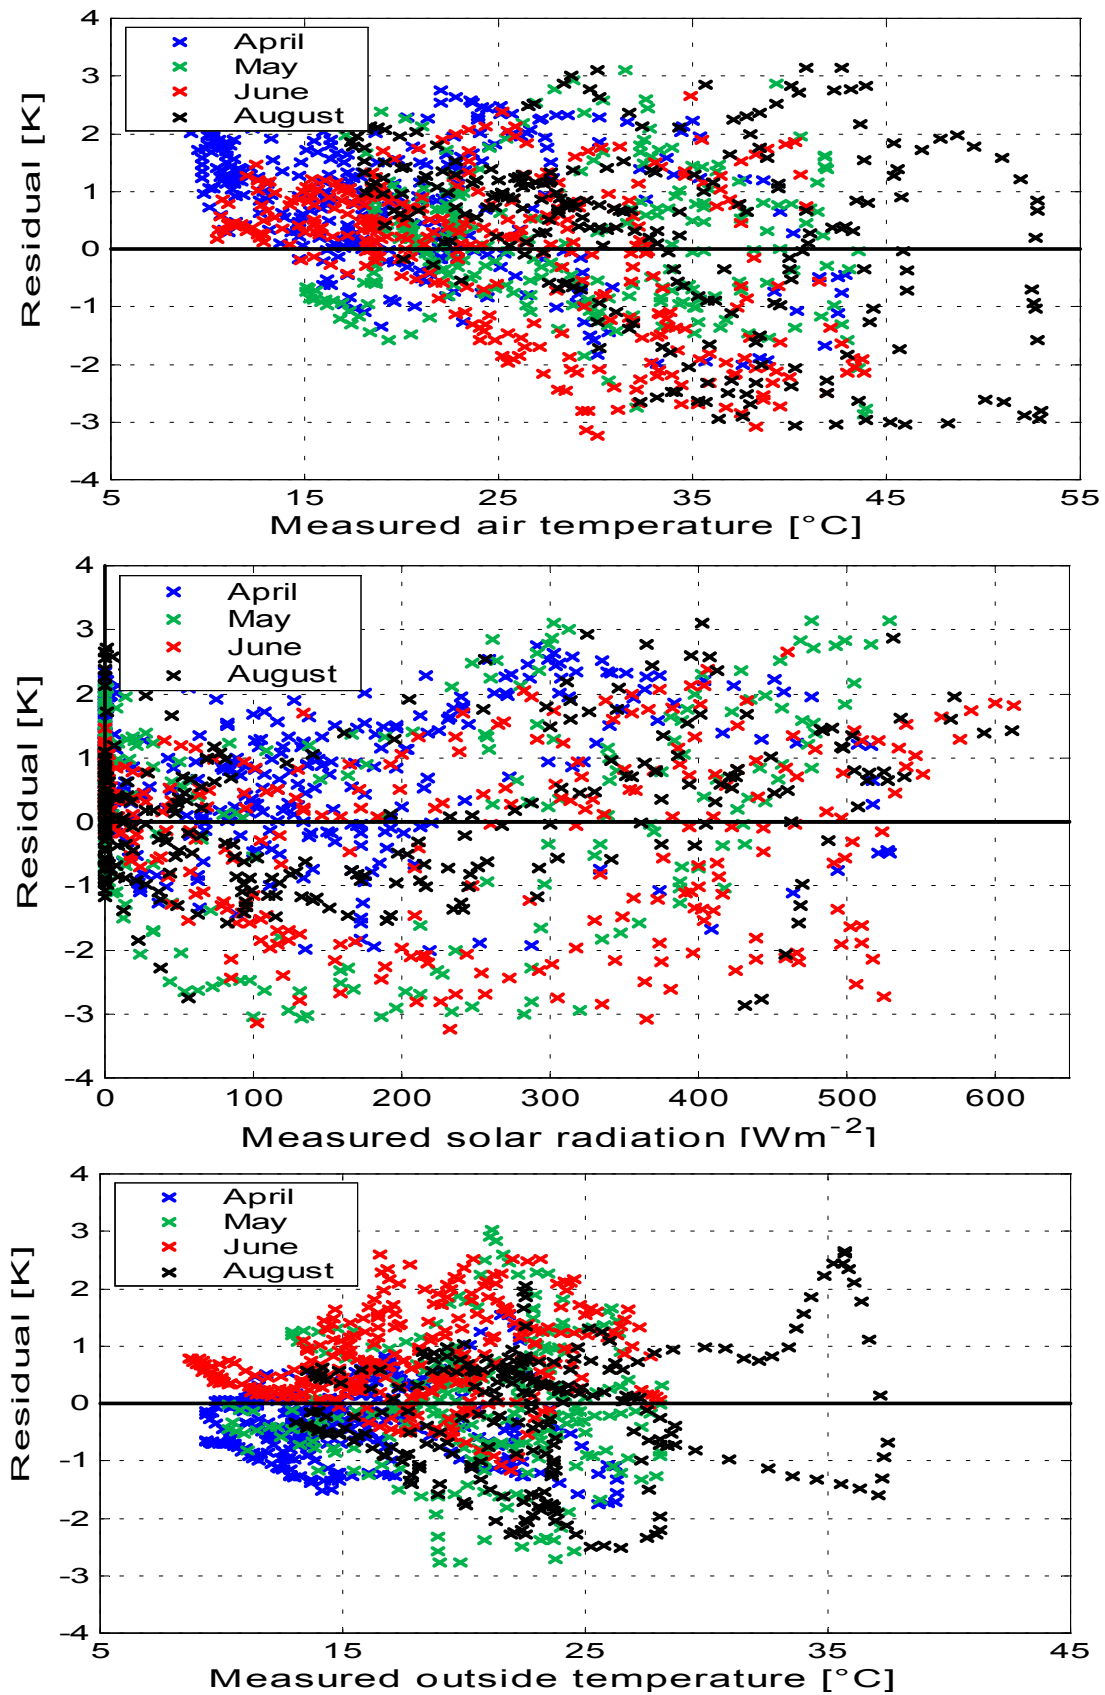 4
3
2
1
0
-1
-2
-3
-4
Residual [K]
April
May
June
August
5 15 25 35 45 55
Measured air temperature [°C]
4
3
2
1
0
-1
-2
-3
-4
Residual [K]
April
May
June
August
0 100 200 300 400 500 600
Measured solar radiation [Wm-2]
4
3
2
1
0
-1
-2
-3
-4
Residual [K]
April
May
June
August
5 15 25 35 45
Measured outside temperature [°C]